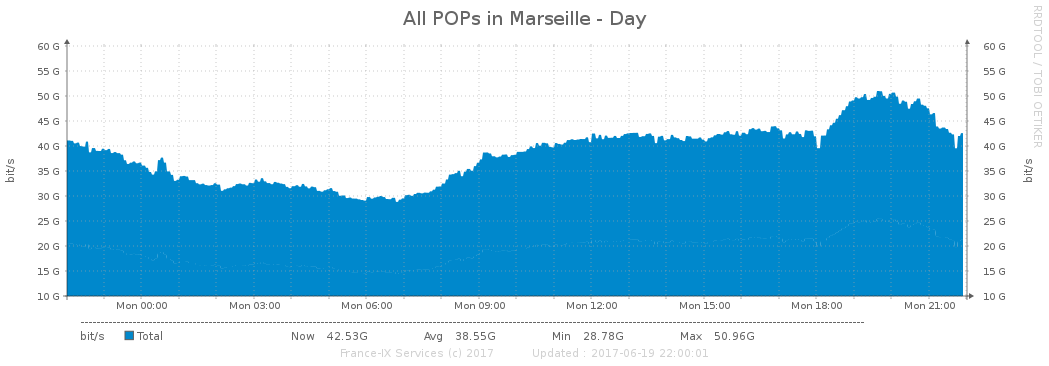 All POPs in Marseille - Day
RRDTOOL / TOBI OETIKER
60 G 60 G
55 G 55 G
50 G 50 G
45 G 45 G
40 G 40 G
35 G 35 G
30 G 30 G
25 G 25 G
20 G 20 G
15 G 15 G
10 G 10 G
bit/s
bit/s
Mon 00:00 Mon 03:00 Mon 06:00 Mon 09:00 Mon 12:00 Mon 15:00 Mon 18:00 Mon 21:00
bit/s Total Now 42.53G Avg 38.55G Min 28.78G Max 50.96G
France-IX Services (c) 2017 Updated : 2017-06-19 22:00:01